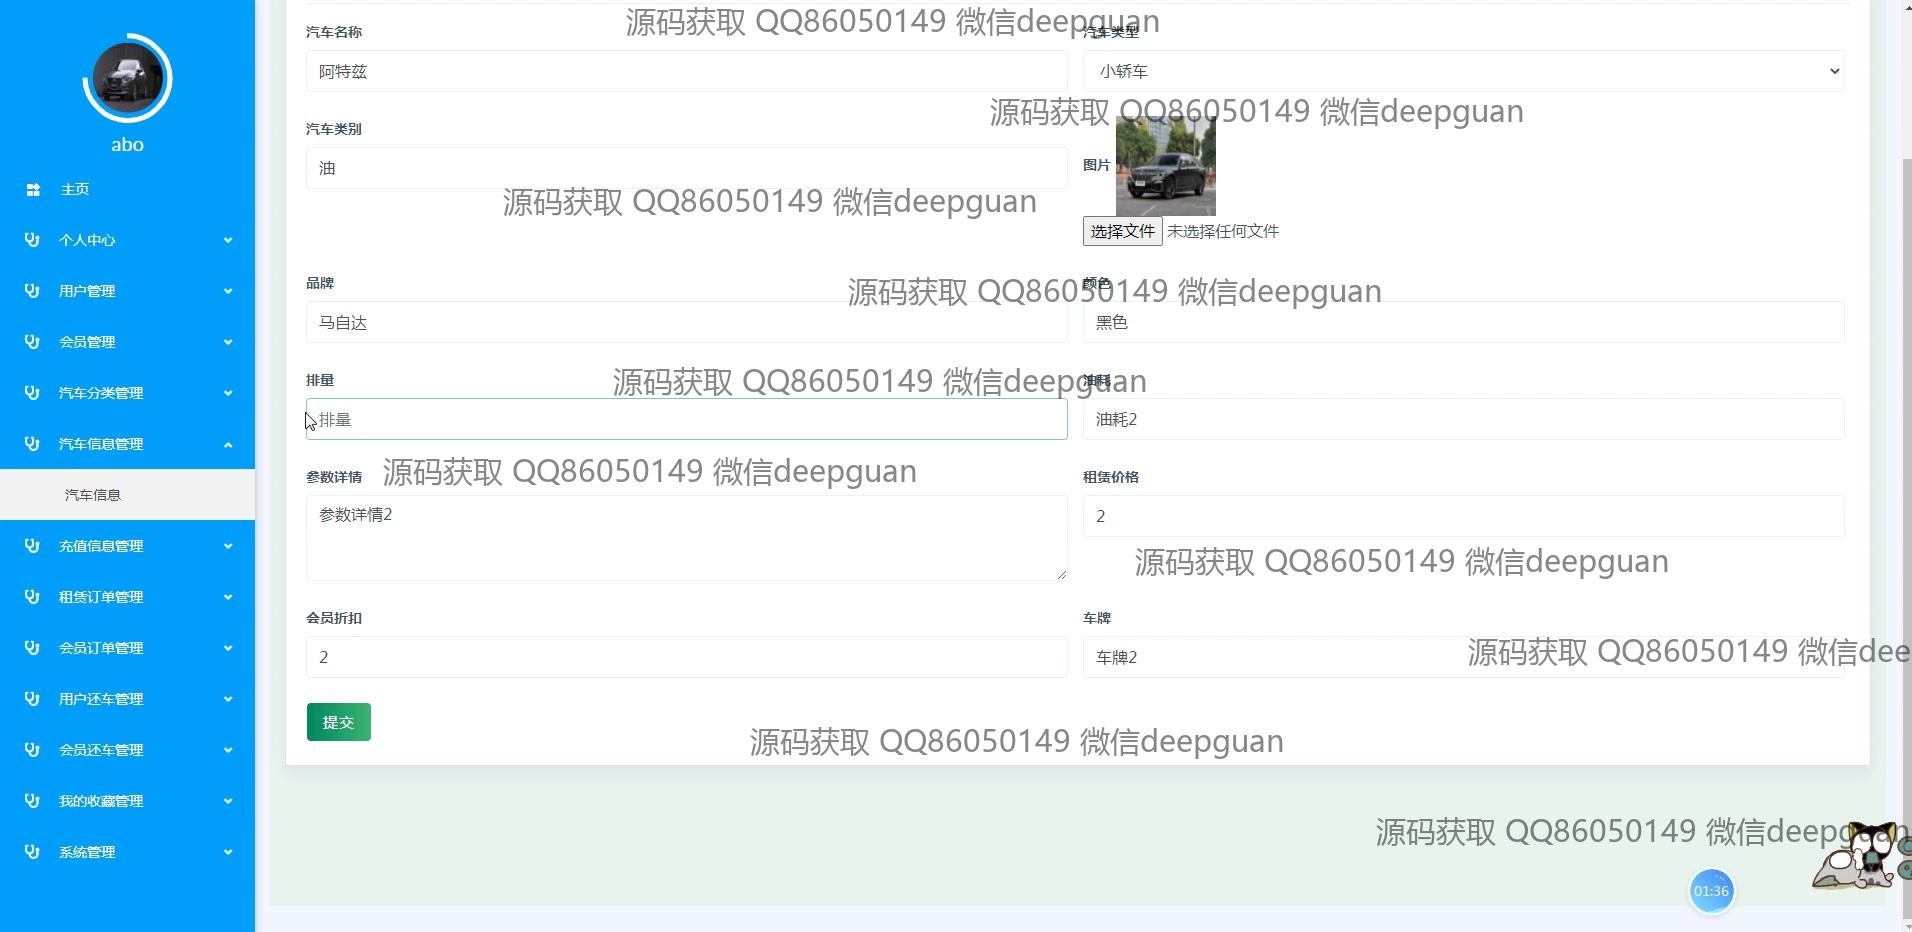 abo
主页
个人中心
用户管理
会员管理
汽车分类管理
汽车信息管理
汽车信息
充值信息管理
租赁订单管理
会员订单管理
用户还车管理
会员还车管理
我的收藏管理
系统管理
源码获取 QQ86050149 微信deepguan
汽车名称
汽车类型
阿特兹
小轿车
源码获取 QQ86050149 微信deepguan
汽车类别
图片
油
源码获取 QQ86050149 微信deepguan
选择文件 未选择任何文件
品牌
颜色
源码获取 QQ86050149 微信deepguan
马自达
黑色
排量
油耗
源码获取 QQ86050149 微信deepguan
排量
油耗2
参数详情
源码获取 QQ86050149 微信deepguan
租赁价格
参数详情2
2
源码获取 QQ86050149 微信deepguan
会员折扣
车牌
2
车牌2
源码获取 QQ86050149 微信dee
提交
源码获取 QQ86050149 微信deepguan
源码获取 QQ86050149 微信deepguan
01:36